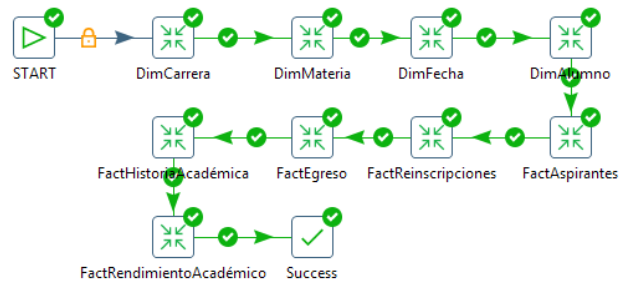 START
DimCarrera
DimMateria
DimFecha
DimAlumno
FactHistoriaAcadémica
FactEgreso
FactReinscripciones
FactAspirantes
FactRendimientoAcadémico
Success